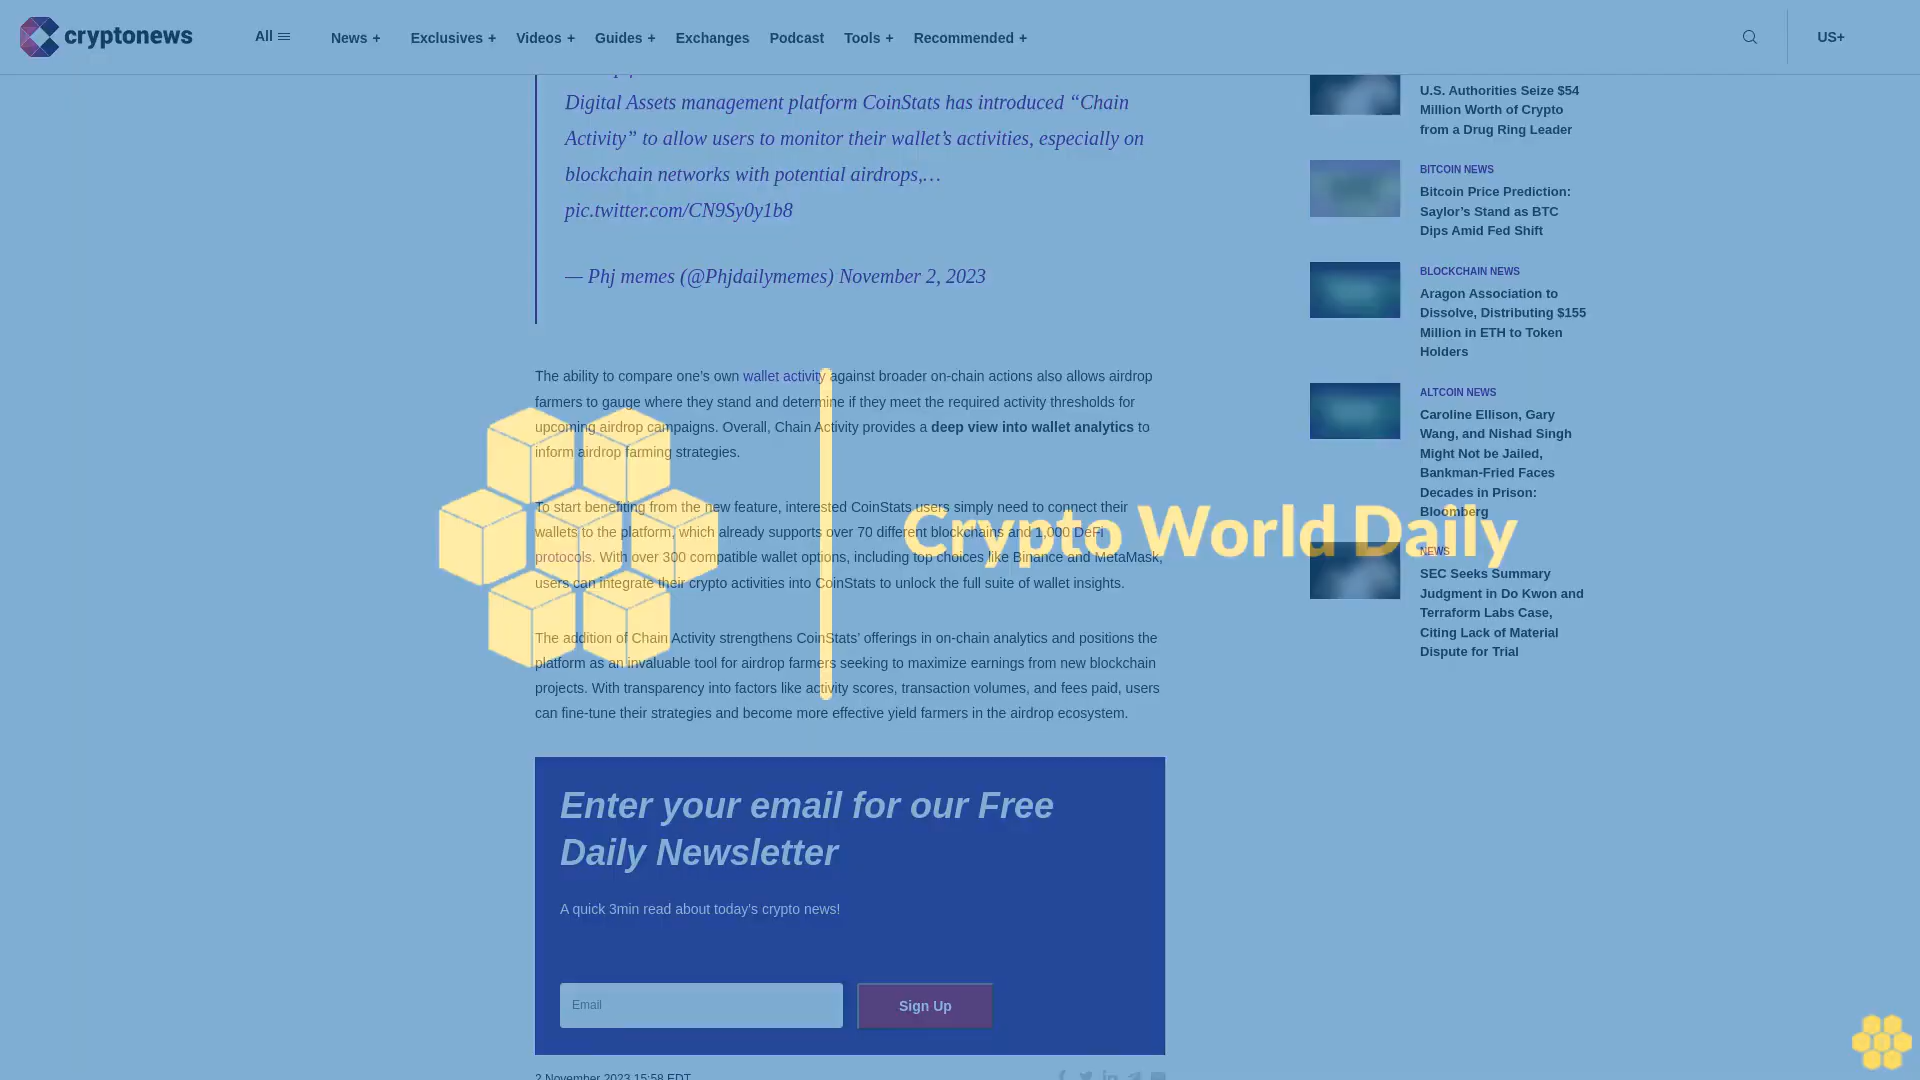 cryptonews
All
News +
Exclusives +
Videos +
Guides +
Exchanges
Podcast
Tools +
Recommended +
US+
Digital Assets management platform CoinStats has introduced “Chain
Activity” to allow users to monitor their wallet’s activities, especially on
blockchain networks with potential airdrops,…
pic.twitter.com/CN9Sy0y1b8
— Phj memes (@Phjdailymemes) November 2, 2023
The ability to compare one’s own wallet activity against broader on-chain actions also allows airdrop
farmers to gauge where they stand and determine if they meet the required activity thresholds for
upcoming airdrop campaigns. Overall, Chain Activity provides a deep view into wallet analytics to
inform airdrop farming strategies.
To start benefiting from the new feature, interested CoinStats users simply need to connect their
wallets to the platform, which already supports over 70 different blockchains and 1,000 DeFi
protocols. With over 300 compatible wallet options, including top choices like Binance and MetaMask,
users can integrate their crypto activities into CoinStats to unlock the full suite of wallet insights.
The addition of Chain Activity strengthens CoinStats’ offerings in on-chain analytics and positions the
platform as an invaluable tool for airdrop farmers seeking to maximize earnings from new blockchain
projects. With transparency into factors like activity scores, transaction volumes, and fees paid, users
can fine-tune their strategies and become more effective yield farmers in the airdrop ecosystem.
Crypto World Daily
Enter your email for our Free
Daily Newsletter
A quick 3min read about today's crypto news!
Email
Sign Up
2 November 2023 15:58 EDT
U.S. Authorities Seize $54
Million Worth of Crypto
from a Drug Ring Leader
BITCOIN NEWS
Bitcoin Price Prediction:
Saylor’s Stand as BTC
Dips Amid Fed Shift
BLOCKCHAIN NEWS
Aragon Association to
Dissolve, Distributing $155
Million in ETH to Token
Holders
ALTCOIN NEWS
Caroline Ellison, Gary
Wang, and Nishad Singh
Might Not be Jailed,
Bankman-Fried Faces
Decades in Prison:
Bloomberg
NEWS
SEC Seeks Summary
Judgment in Do Kwon and
Terraform Labs Case,
Citing Lack of Material
Dispute for Trial